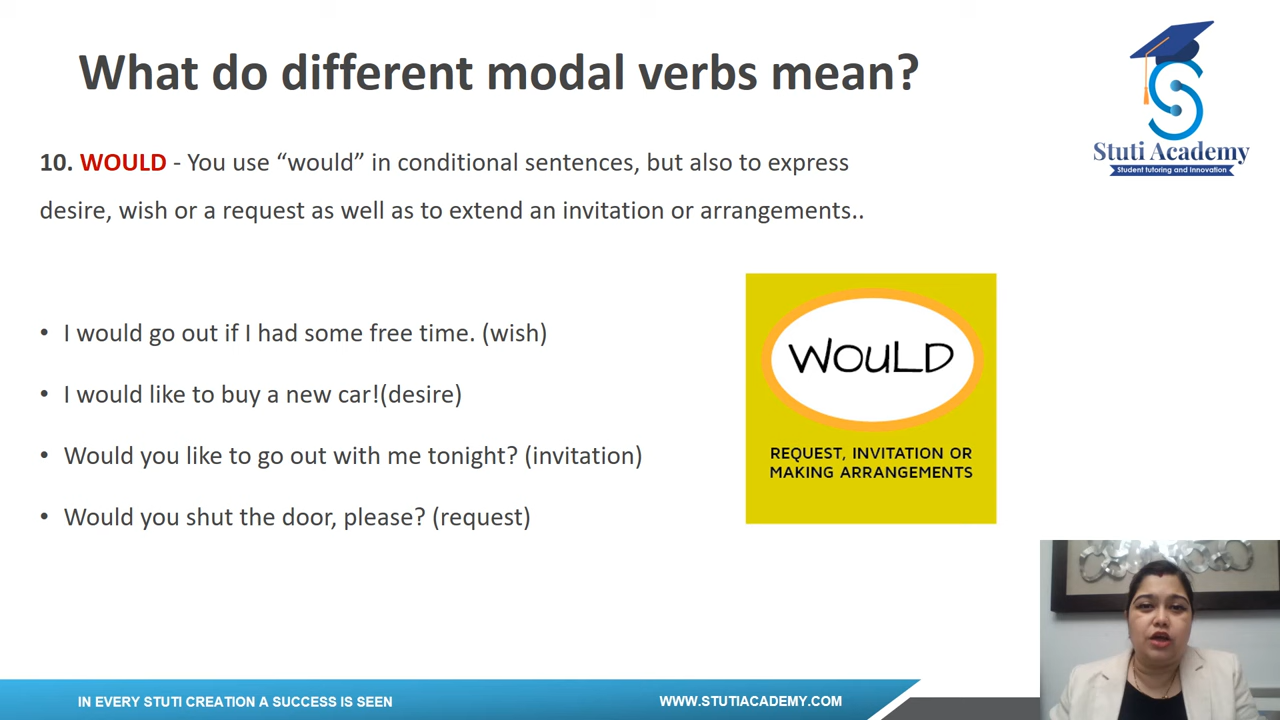 What do different modal verbs mean?
Stuti Academy
Student tutoring and Innovation
10. WOULD - You use “would” in conditional sentences, but also to express
desire, wish or a request as well as to extend an invitation or arrangements..
• I would go out if I had some free time. (wish)
• I would like to buy a new car!(desire)
• Would you like to go out with me tonight? (invitation)
• Would you shut the door, please? (request)
WOULD
REQUEST, INVITATION OR
MAKING ARRANGEMENTS
IN EVERY STUTI CREATION A SUCCESS IS SEEN
WWW.STUTIACADEMY.COM